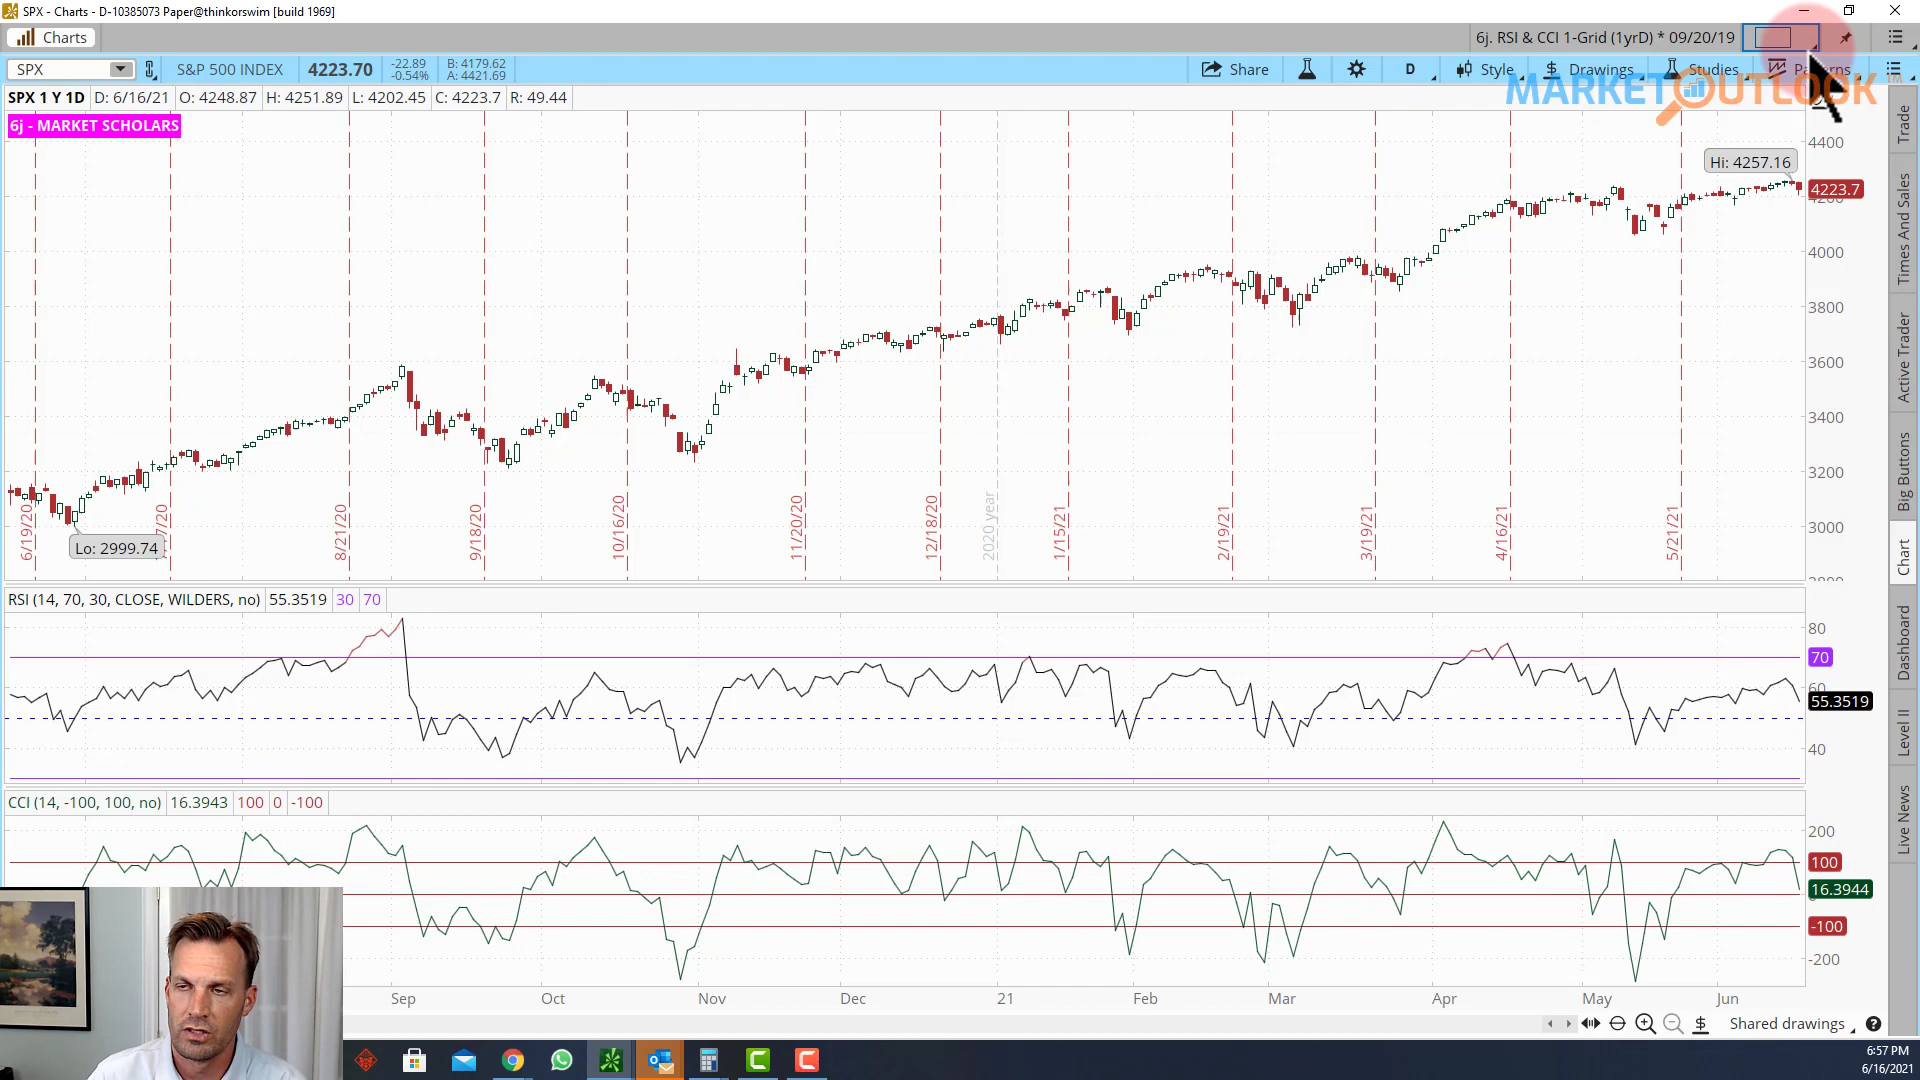 SPX - Charts - D-10385073 Paper@thinkorswim [build 1969]
Charts
6j. RSI & CCI 1-Grid (1yrD) * 09/20/19
SPX
S&P 500 INDEX
4223.70
-22.89
-0.54%
B: 4179.62
A: 4421.69
Share
D
Style
Drawings
Studies
Patterns
MARKET OUTLOOK
SPX 1 Y 1D
D: 6/16/21
O: 4248.87
H: 4251.89
L: 4202.45
C: 4223.7
R: 49.44
6j - MARKET SCHOLARS
Hi: 4257.16
Lo: 2999.74
4400
4223.7
4200
4000
3800
3600
3400
3200
3000
6/19/20
7/20
8/21/20
9/18/20
10/16/20
11/20/20
12/18/20
2020 year
1/15/21
2/19/21
3/19/21
4/16/21
5/21/21
RSI (14, 70, 30, CLOSE, WILDERS, no)
55.3519
30
70
80
70
60
55.3519
40
CCI (14, -100, 100, no)
16.3943
100
0
-100
200
100
16.3944
-100
-200
Sep
Oct
Nov
Dec
21
Feb
Mar
Apr
May
Jun
Shared drawings
Trade
Times And Sales
Active Trader
Big Buttons
Chart
Dashboard
Level II
Live News
6:57 PM
6/16/2021